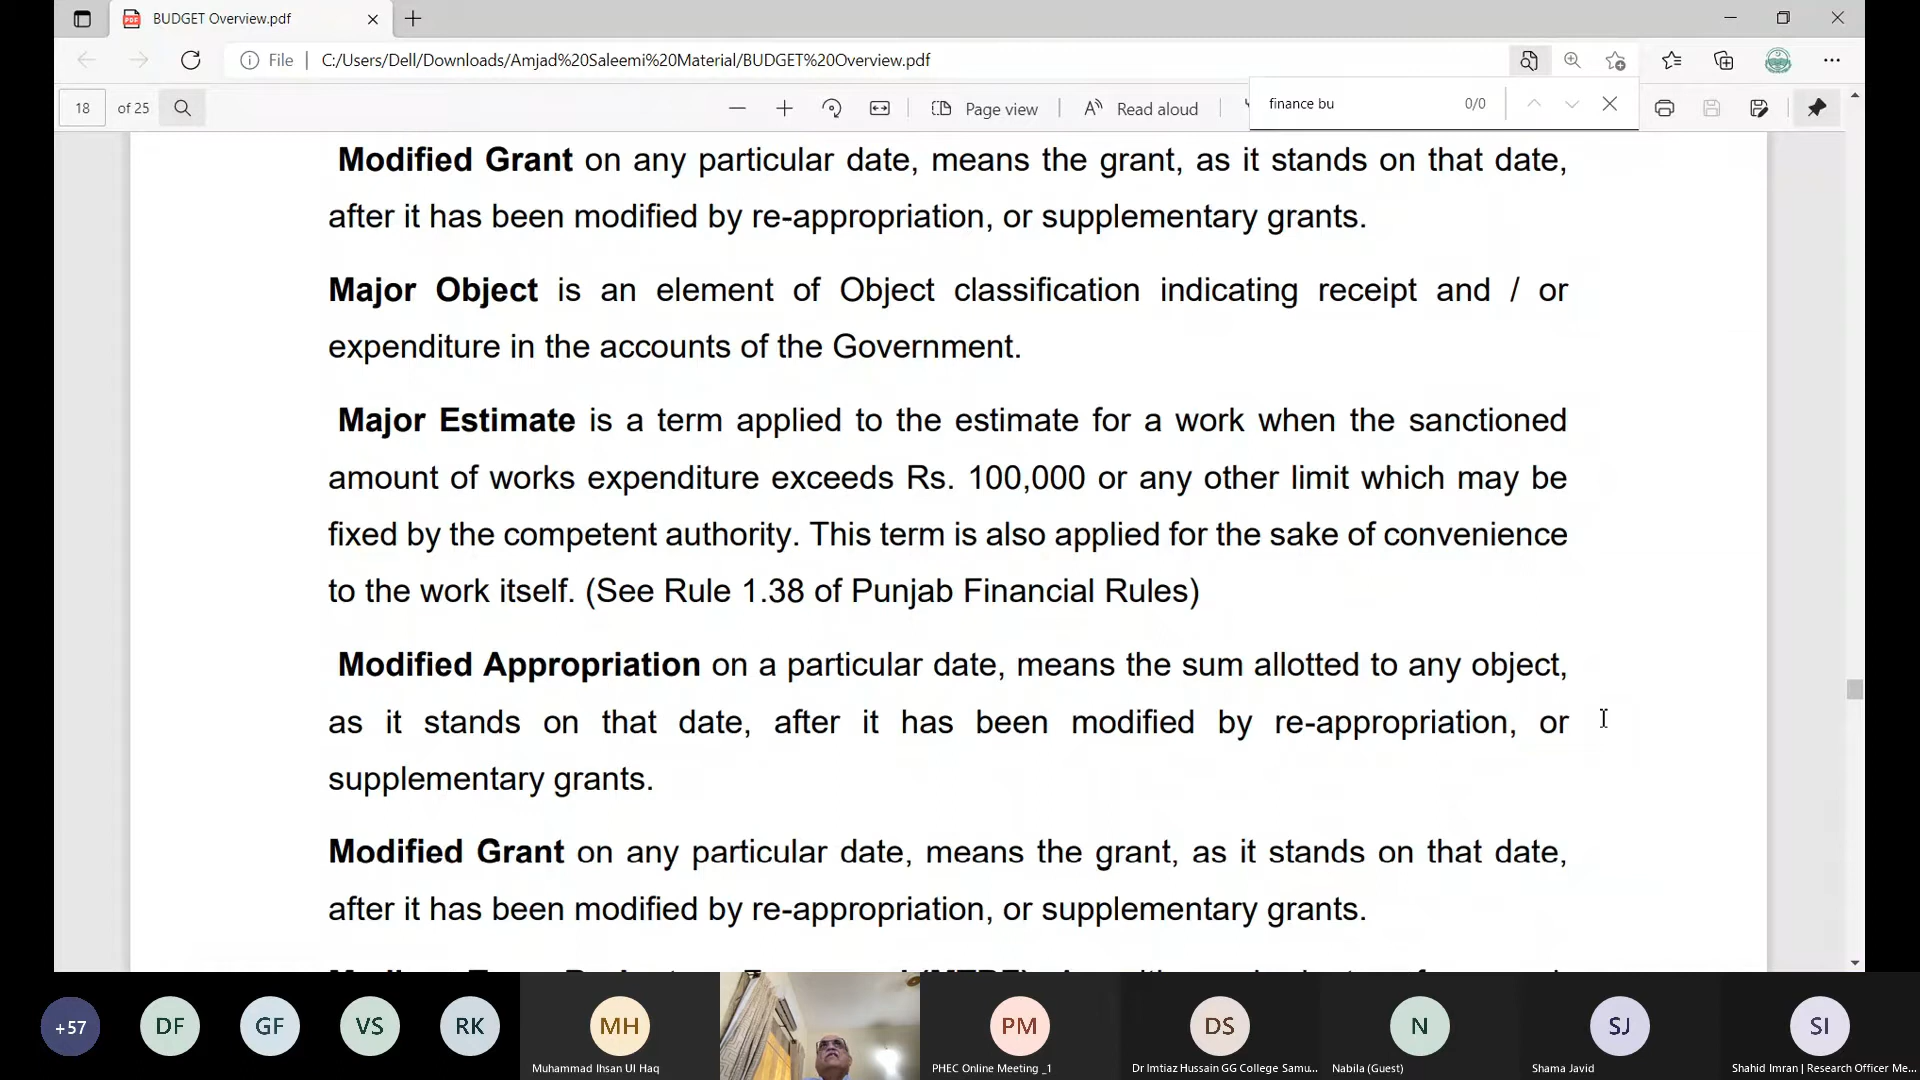 BUDGET Overview.pdf
File
C:/Users/Dell/Downloads/Amjad%20Saleemi%20Material/BUDGET%20Overview.pdf
finance bu 0/0
18 of 25
Page view
Read aloud
Modified Grant on any particular date, means the grant, as it stands on that date,
after it has been modified by re-appropriation, or supplementary grants.
Major Object is an element of Object classification indicating receipt and / or
expenditure in the accounts of the Government.
Major Estimate is a term applied to the estimate for a work when the sanctioned
amount of works expenditure exceeds Rs. 100,000 or any other limit which may be
fixed by the competent authority. This term is also applied for the sake of convenience
to the work itself. (See Rule 1.38 of Punjab Financial Rules)
Modified Appropriation on a particular date, means the sum allotted to any object,
as it stands on that date, after it has been modified by re-appropriation, or
supplementary grants.
Modified Grant on any particular date, means the grant, as it stands on that date,
after it has been modified by re-appropriation, or supplementary grants.
+57
DF
GF
VS
RK
MH
PM
DS
N
SJ
SI
Muhammad Ihsan Ul Haq
PHEC Online Meeting _1
Dr Imtiaz Hussain GG College Samu...
Nabila (Guest)
Shama Javid
Shahid Imran | Research Officer Me...